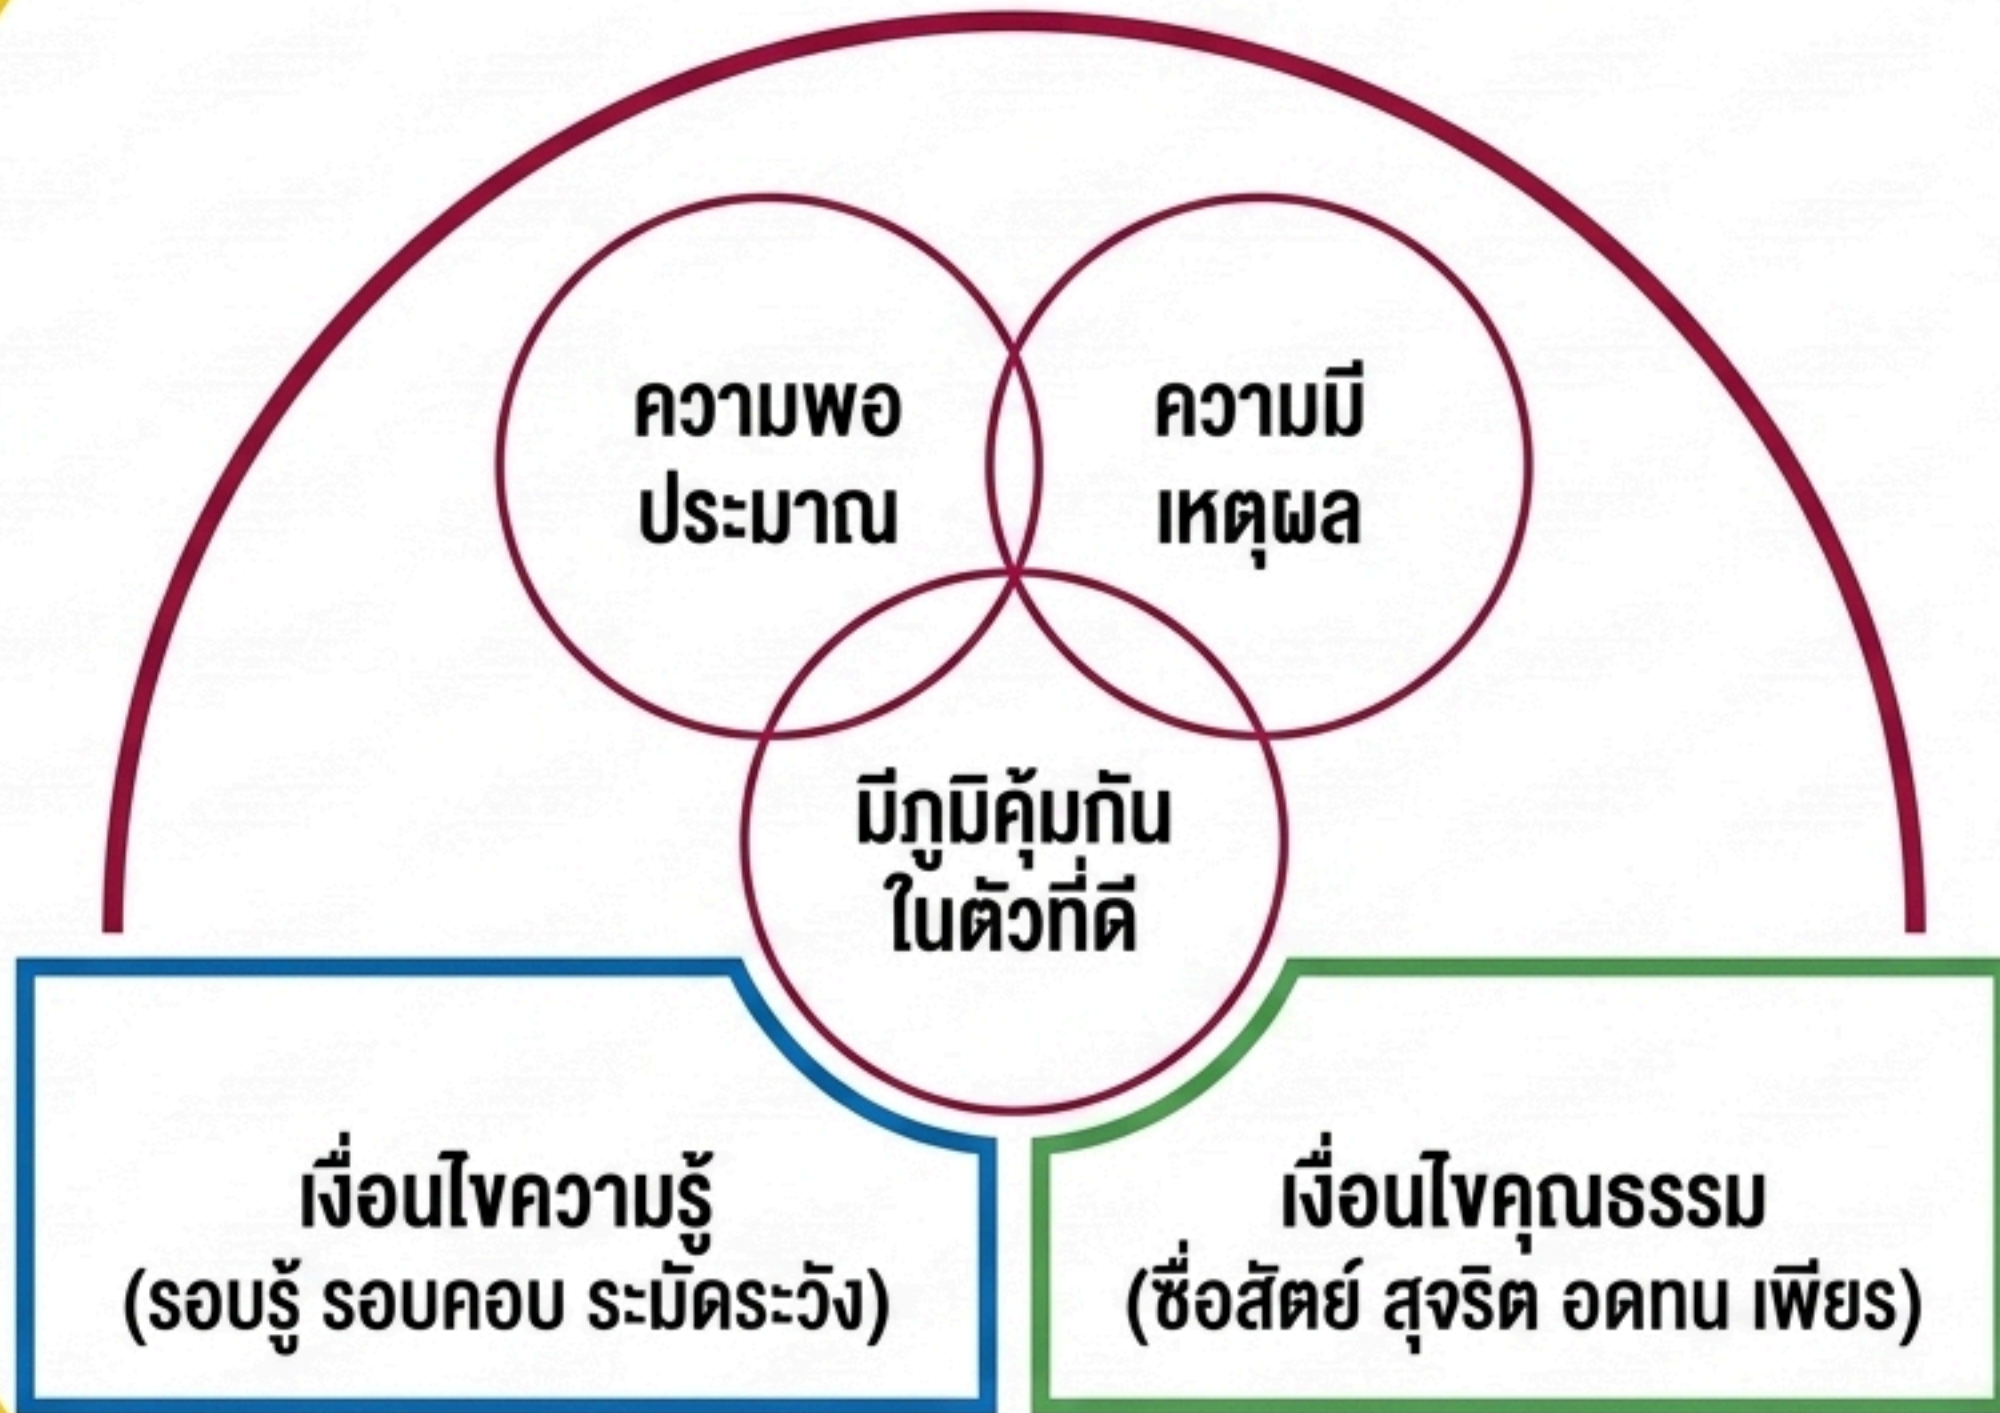 ความพอ
ประมาณ
ความมี
เหตุผล
มีภูมิคุ้มกัน
ในตัวที่ดี
เงื่อนไขความรู้
(รอบรู้ รอบคอบ ระมัดระวัง)
เงื่อนไขคุณธรรม
(ซื่อสัตย์ สุจริต อดทน เพียร)